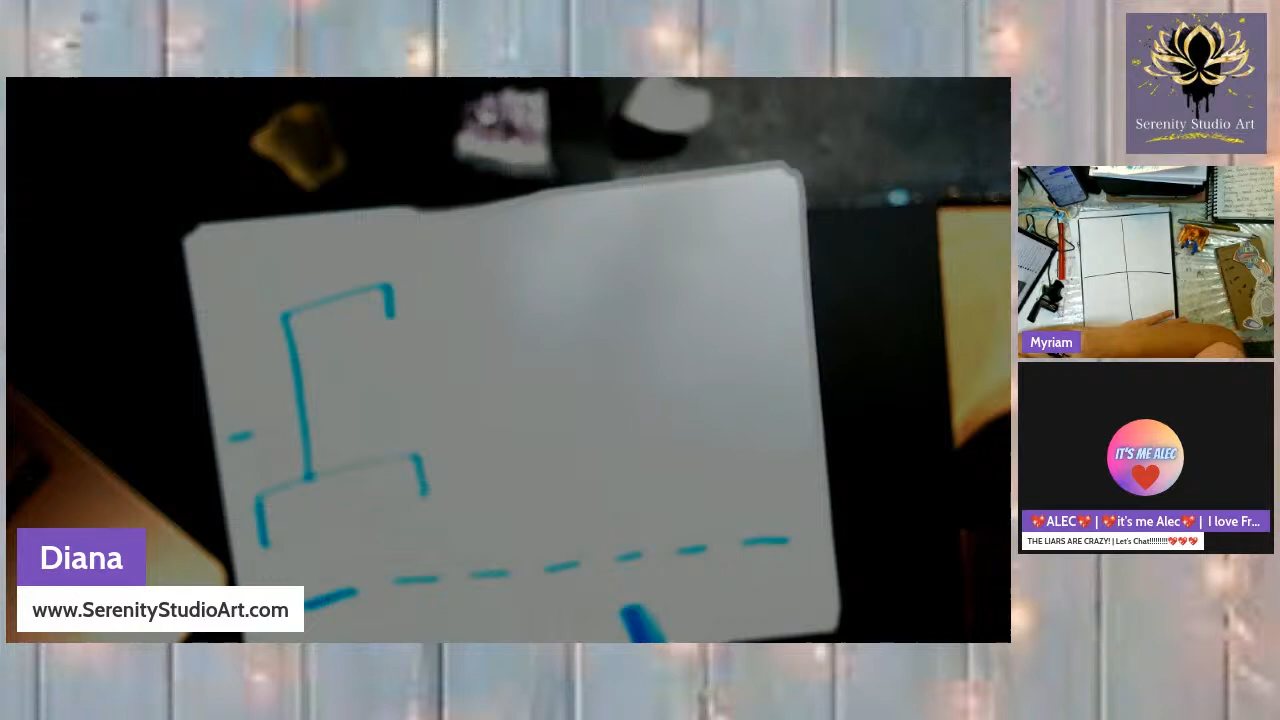 Serenity Studio Art
Myriam
IT'S ME ALEC
💖ALEC💖 | 💖it's me Alec💖 | I love Fr...
THE LIARS ARE CRAZY! | Let's Chat!!!!!!!!!💖💖💖
Diana
www.SerenityStudioArt.com